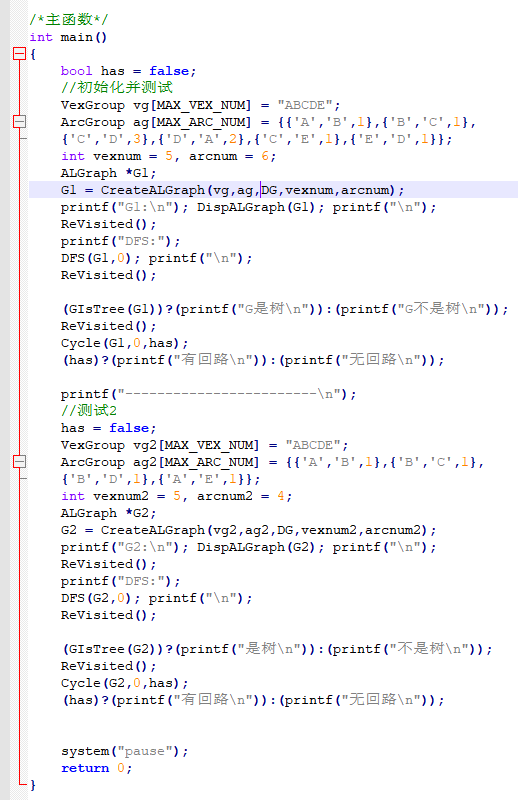 /*主函数*/
int main()
{
    bool has = false;
    //初始化并测试
    VexGroup vg[MAX_VEX_NUM] = "ABCDE";
    ArcGroup ag[MAX_ARC_NUM] = {{'A','B',1},{'B','C',1},
    {'C','D',3},{'D','A',2},{'C','E',1},{'E','D',1}};
    int vexnum = 5, arcnum = 6;
    ALGraph *G1;
    G1 = CreateALGraph(vg,ag,DG,vexnum,arcnum);
    printf("G1:\n"); DispALGraph(G1); printf("\n");
    ReVisited();
    printf("DFS:");
    DFS(G1,0); printf("\n");
    ReVisited();
    (GIsTree(G1))?(printf("G是树\n")):(printf("G不是树\n"));
    ReVisited();
    Cycle(G1,0,has);
    (has)?(printf("有回路\n")):(printf("无回路\n"));
    printf("------------------------\n");
    //测试2
    has = false;
    VexGroup vg2[MAX_VEX_NUM] = "ABCDE";
    ArcGroup ag2[MAX_ARC_NUM] = {{'A','B',1},{'B','C',1},
    {'B','D',1},{'A','E',1}};
    int vexnum2 = 5, arcnum2 = 4;
    ALGraph *G2;
    G2 = CreateALGraph(vg2,ag2,DG,vexnum2,arcnum2);
    printf("G2:\n"); DispALGraph(G2); printf("\n");
    ReVisited();
    printf("DFS:");
    DFS(G2,0); printf("\n");
    ReVisited();
    (GIsTree(G2))?(printf("是树\n")):(printf("不是树\n"));
    ReVisited();
    Cycle(G2,0,has);
    (has)?(printf("有回路\n")):(printf("无回路\n"));
    system("pause");
    return 0;
}